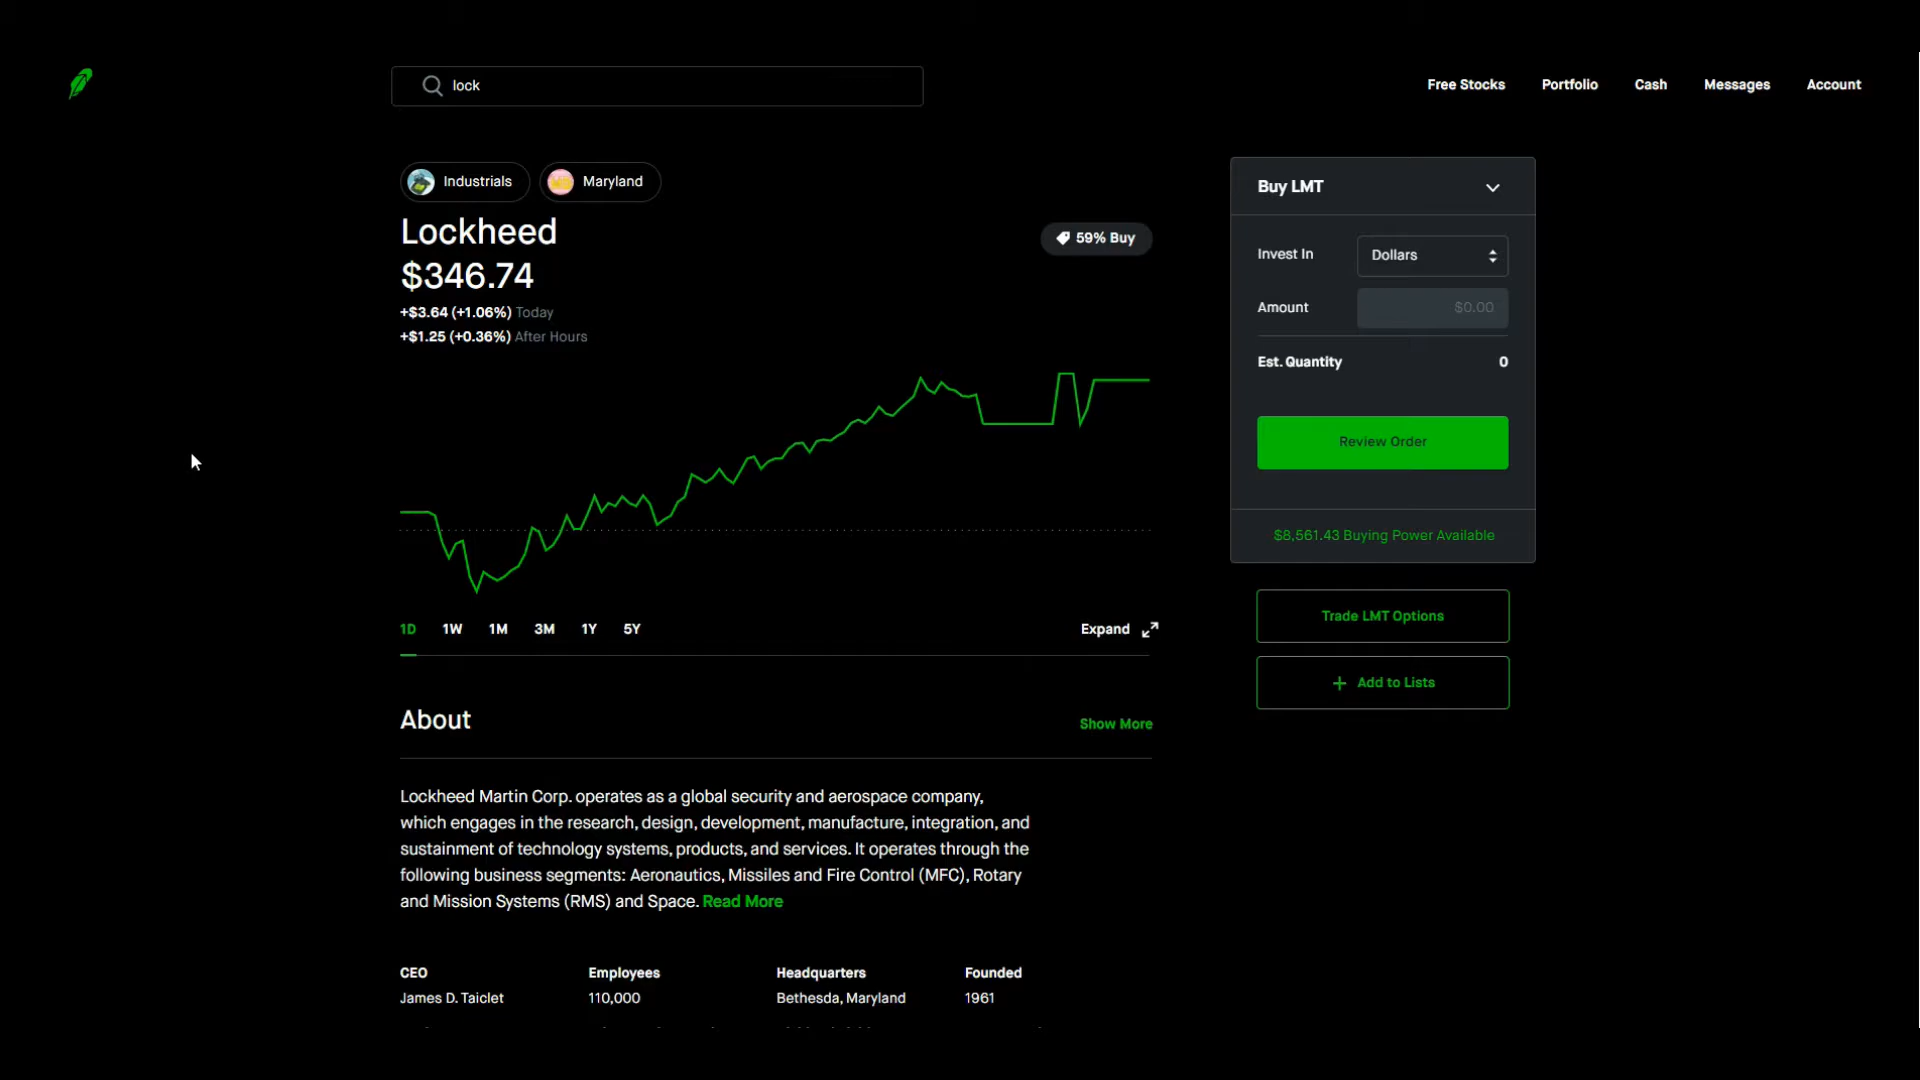 lock
Free Stocks Portfolio Cash Messages Account
Industrials Maryland
Lockheed
$346.74
59% Buy
+$3.64 (+1.06%) Today
+$1.25 (+0.36%) After Hours
1D 1W 1M 3M 1Y 5Y Expand
About Show More
Lockheed Martin Corp. operates as a global security and aerospace company,
which engages in the research, design, development, manufacture, integration, and
sustainment of technology systems, products, and services. It operates through the
following business segments: Aeronautics, Missiles and Fire Control (MFC), Rotary
and Mission Systems (RMS) and Space. Read More
CEO Employees Headquarters Founded
James D. Taiclet 110,000 Bethesda, Maryland 1961
Buy LMT
Invest In Dollars
Amount $0.00
Est. Quantity 0
Review Order
$8,561.43 Buying Power Available
Trade LMT Options
+ Add to Lists